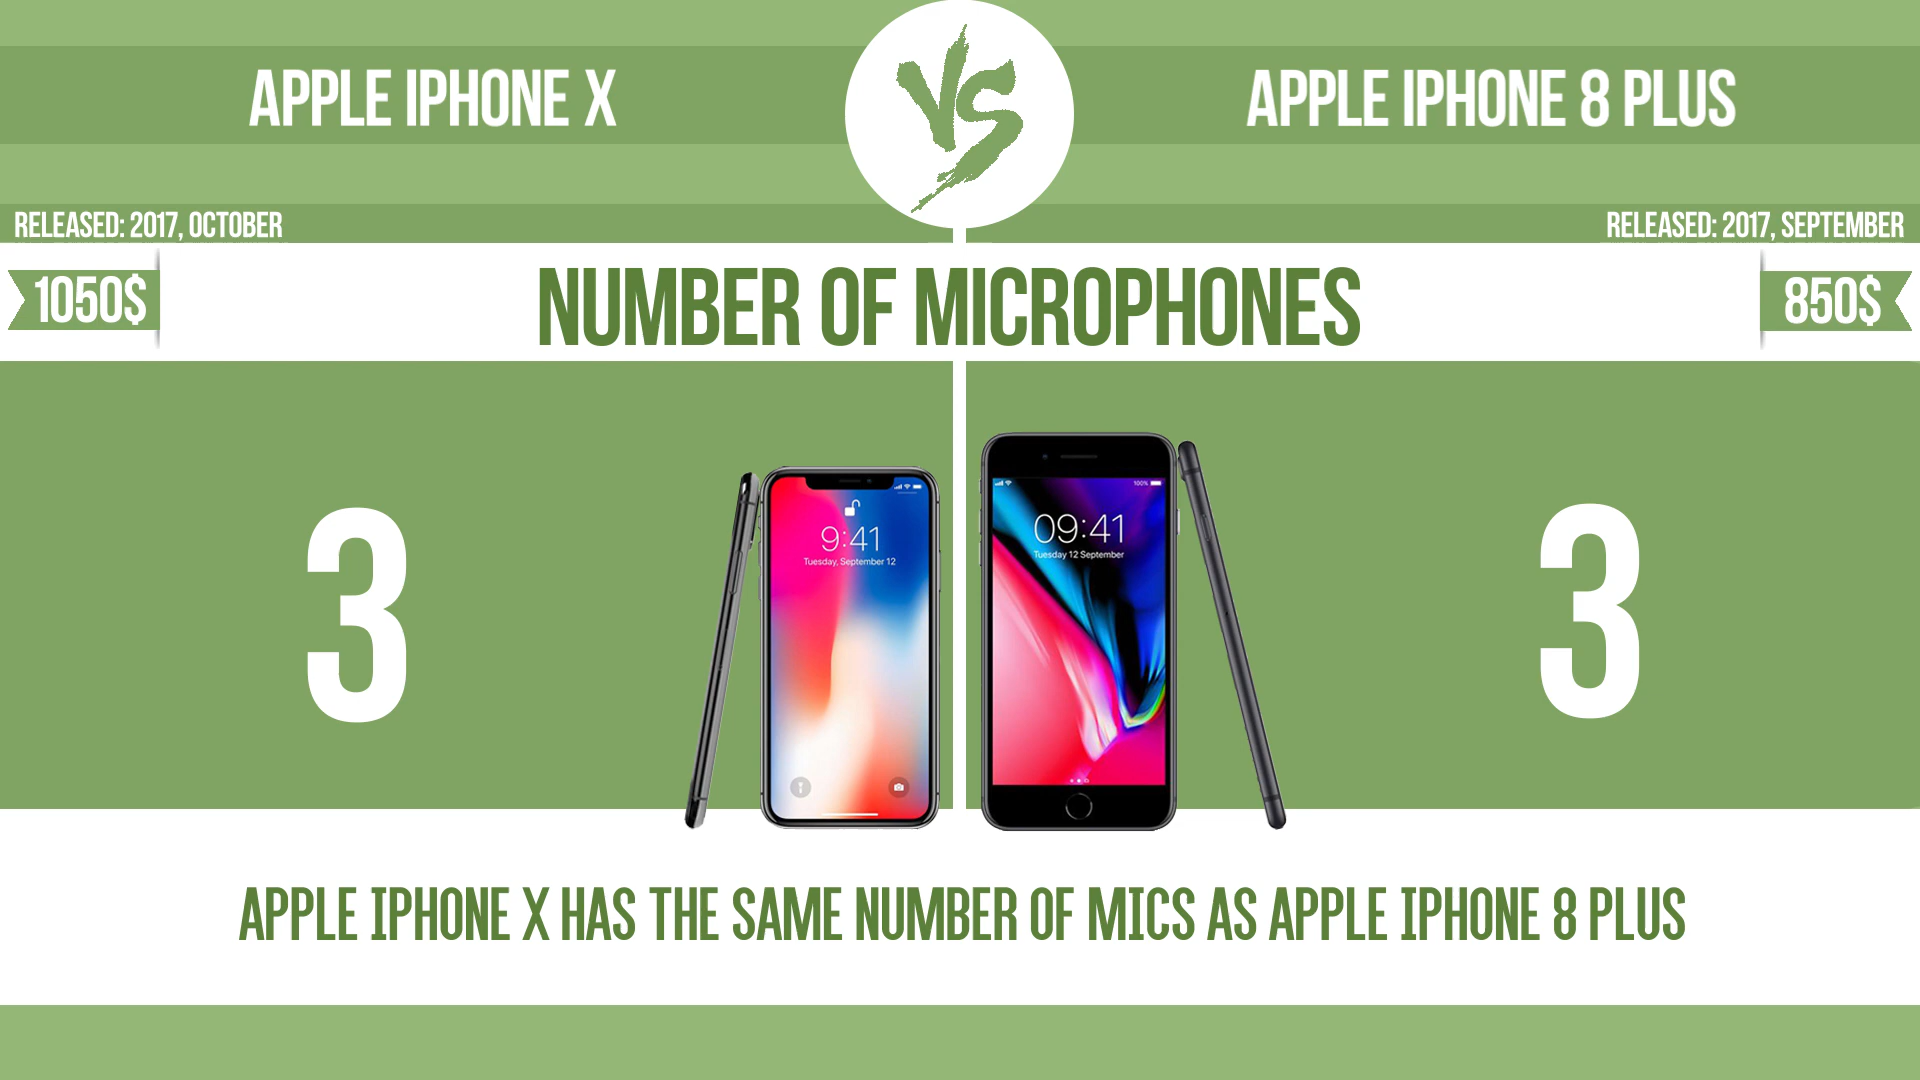 APPLE IPHONE X
VS
APPLE IPHONE 8 PLUS
RELEASED: 2017, OCTOBER
RELEASED: 2017, SEPTEMBER
1050$
NUMBER OF MICROPHONES
850$
3
9:41
Tuesday, September 12
100%
09:41
Tuesday 12 September
3
APPLE IPHONE X HAS THE SAME NUMBER OF MICS AS APPLE IPHONE 8 PLUS